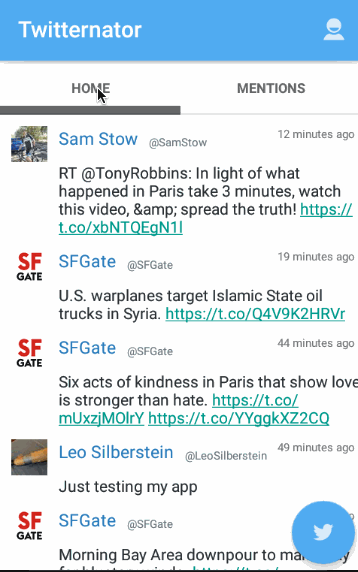 Twitternator
HOME
MENTIONS
Sam Stow @SamStow 12 minutes ago
RT @TonyRobbins: In light of what
happened in Paris take 3 minutes, watch
this video, &amp; spread the truth! https://
t.co/xbNTQEgN1l
SF
GATE
SFGate @SFGate 19 minutes ago
U.S. warplanes target Islamic State oil
trucks in Syria. https://t.co/Q4V9K2HRVr
SF
GATE
SFGate @SFGate 44 minutes ago
Six acts of kindness in Paris that show love
is stronger than hate. https://t.co/
mUxzjMOlrY https://t.co/YYggkXZ2CQ
Leo Silberstein @LeoSilberstein 49 minutes ago
Just testing my app
SF
GATE
SFGate @SFGate
Morning Bay Area downpour to